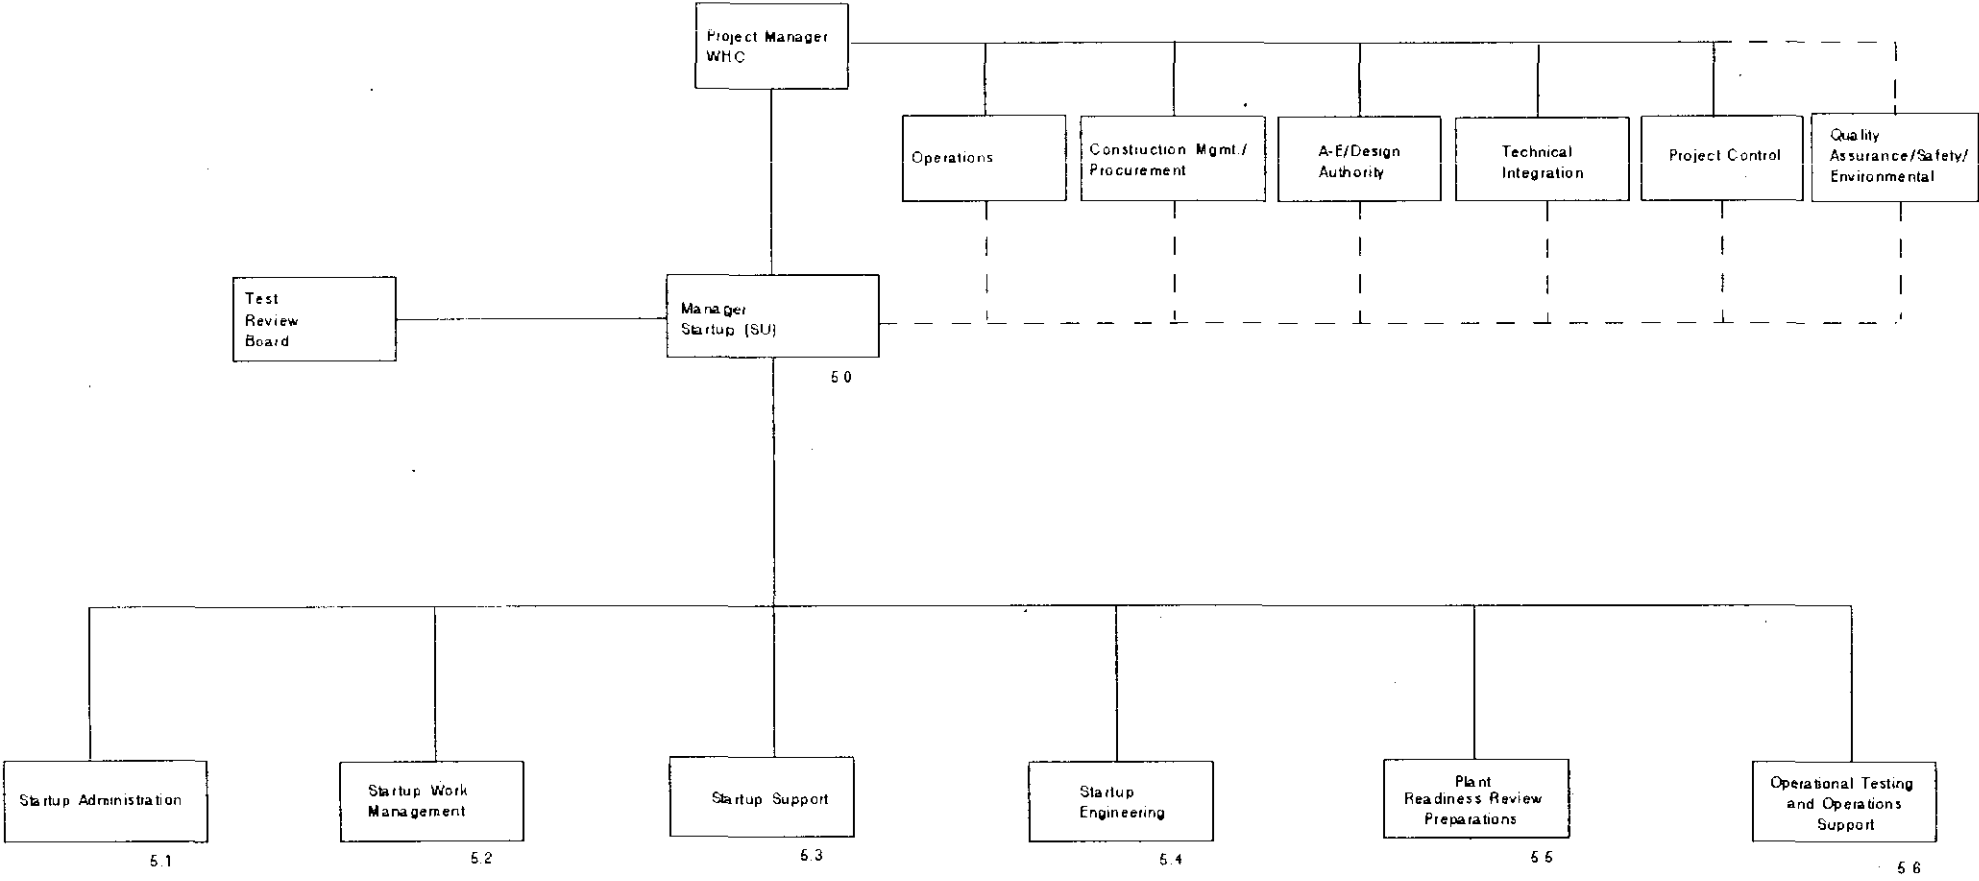 Project Manager
WHC
Operations
Construction Mgmt./
Procurement
A-E/Design
Authority
Technical
Integration
Project Control
Quality
Assurance/Safety/
Environmental
Test
Review
Board
Manager
Startup (SU)
5 0
Startup Administration
5.1
Startup Work
Management
5.2
Startup Support
5.3
Startup
Engineering
5.4
Plant
Readiness Review
Preparations
5 5
Operational Testing
and Operations
Support
5 6